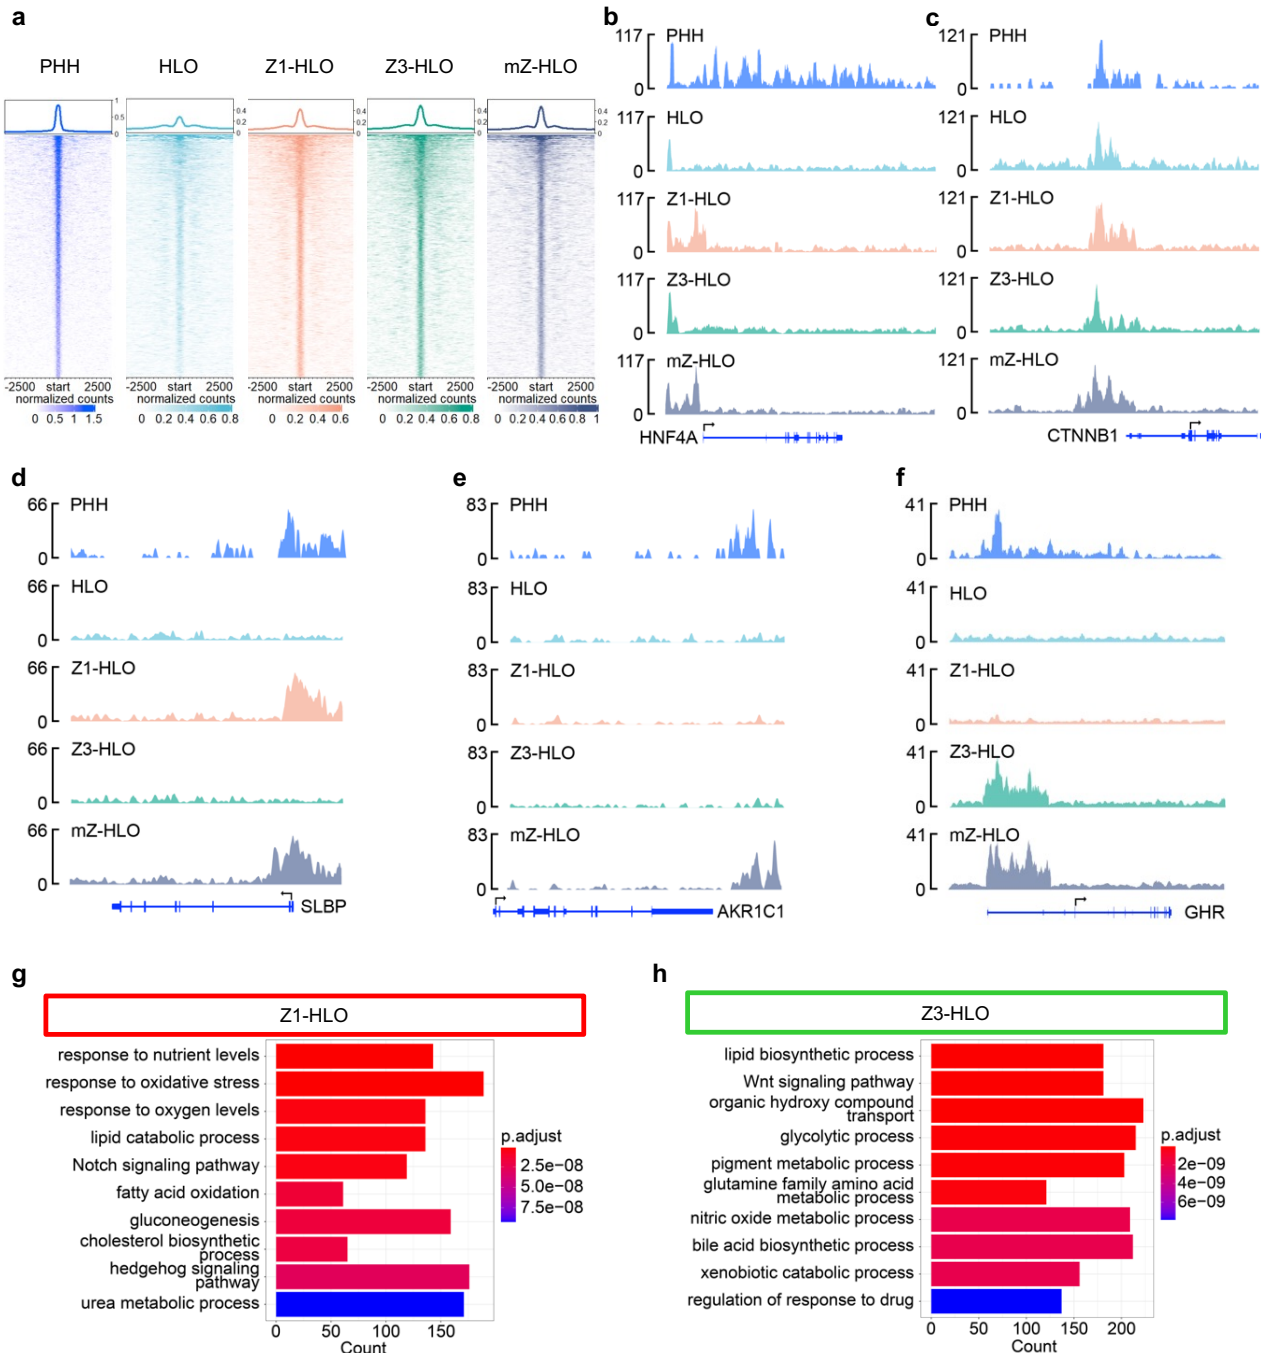 a
PHH HLO Z1-HLO Z3-HLO mZ-HLO
1
0.5
0
0.4
0.2
0
0.4
0.2
0
0.4
0.2
0
0.4
0.2
0
-2500 start 2500 -2500 start 2500 -2500 start 2500 -2500 start 2500 -2500 start 2500
normalized counts normalized counts normalized counts normalized counts normalized counts
0 0.5 1 1.5 0 0.2 0.4 0.6 0.8 0 0.2 0.4 0.6 0 0.2 0.4 0.6 0.8 0 0.2 0.4 0.6 0.8 1
b
117 PHH
0
117 HLO
0
117 Z1-HLO
0
117 Z3-HLO
0
117 mZ-HLO
0
HNF4A
c
121 PHH
0
121 HLO
0
121 Z1-HLO
0
121 Z3-HLO
0
121 mZ-HLO
0
CTNNB1
d
66 PHH
0
66 HLO
0
66 Z1-HLO
0
66 Z3-HLO
0
66 mZ-HLO
0
SLBP
e
83 PHH
0
83 HLO
0
83 Z1-HLO
0
83 Z3-HLO
0
83 mZ-HLO
0
AKR1C1
f
41 PHH
0
41 HLO
0
41 Z1-HLO
0
41 Z3-HLO
0
41 mZ-HLO
0
GHR
g
Z1-HLO
response to nutrient levels
response to oxidative stress
response to oxygen levels
lipid catabolic process
Notch signaling pathway
fatty acid oxidation
gluconeogenesis
cholesterol biosynthetic
process
hedgehog signaling
pathway
urea metabolic process
0 50 100 150
Count
p.adjust
2.5e-08
5.0e-08
7.5e-08
h
Z3-HLO
lipid biosynthetic process
Wnt signaling pathway
organic hydroxy compound
transport
glycolytic process
pigment metabolic process
glutamine family amino acid
metabolic process
nitric oxide metabolic process
bile acid biosynthetic process
xenobiotic catabolic process
regulation of response to drug
0 50 100 150 200
Count
p.adjust
2e-09
4e-09
6e-09